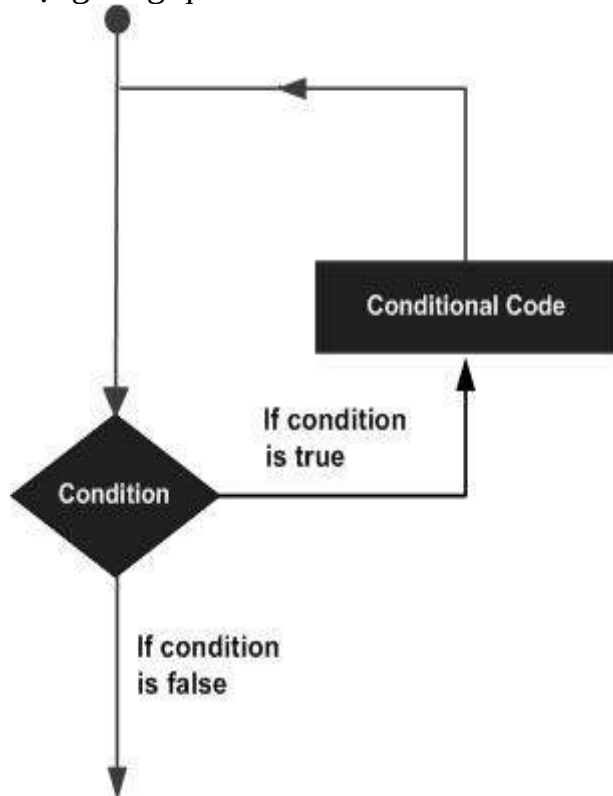 Conditional Code
If condition
is true
Condition
If condition
is false